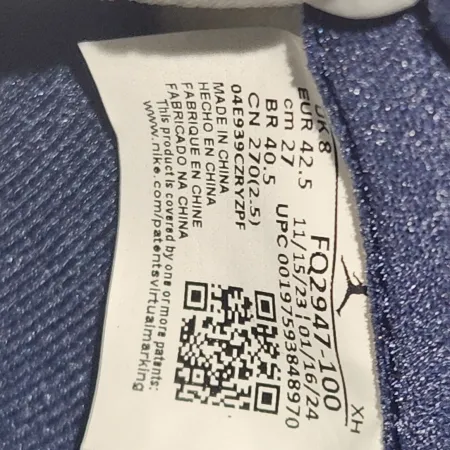 UK 8
EUR 42.5
cm 27
BR 40.5
CN 270(2.5)
04E939CZRYZPF
MADE IN CHINA
HECHO EN CHINA
FABRIQUE EN CHINE
FABRICADO NA CHINA
This product is covered by one or more patents:
www.nike.com/patentsvirtualmarking
FQ2947-100
11/15/23 | 01/16/24
UPC 00197593848970
XH